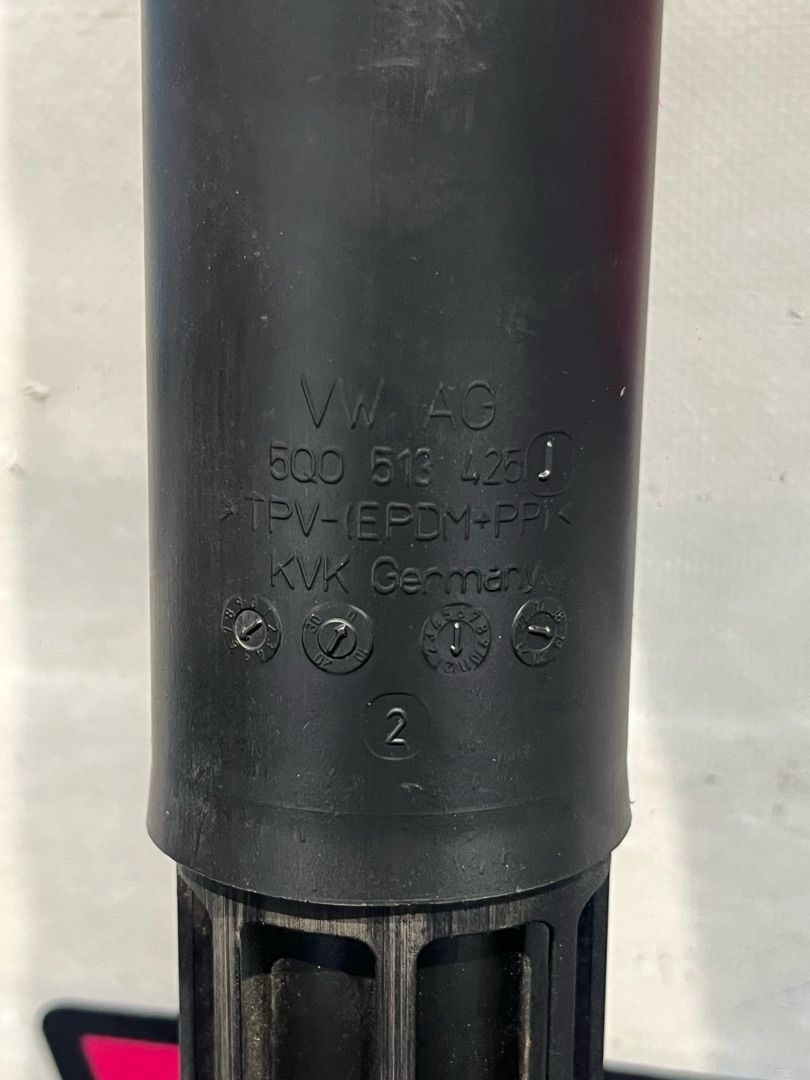 VW AG
5Q0 513 425 J
>TPV-(EPDM+PP)<
KVK Germany
2